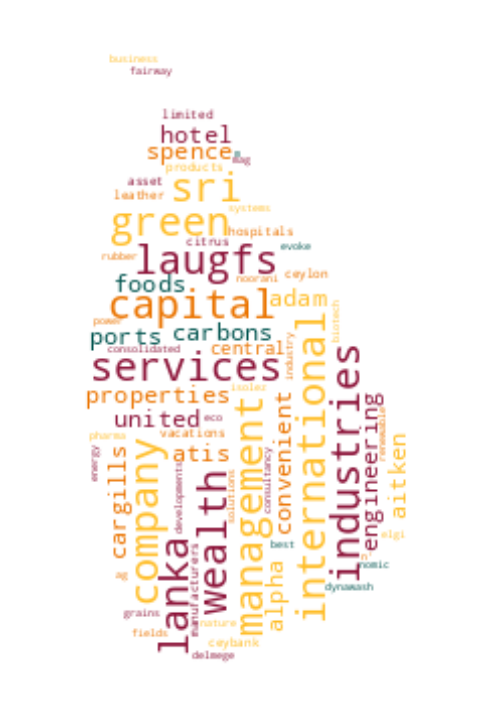 business
fairway
limited
hotel
spence
mag
products
asset
sri
leather
systems
green
hospitals
citrus
evoke
rubber
laugfs
noorani
ceylon
foods
capital
adam
power
biotech
ports
carbons
consolidated
central
industry
services
international
industries
isolez
properties
management
convenient
engineering
renewable
united
eco
vacations
pharma
atis
aitken
energy
cargills
company
developments
wealth
solutions
consultancy
elgi
best
lanka
manufacturers
alpha
nomic
ag
dynawash
grains
nature
fields
ceybank
delmege